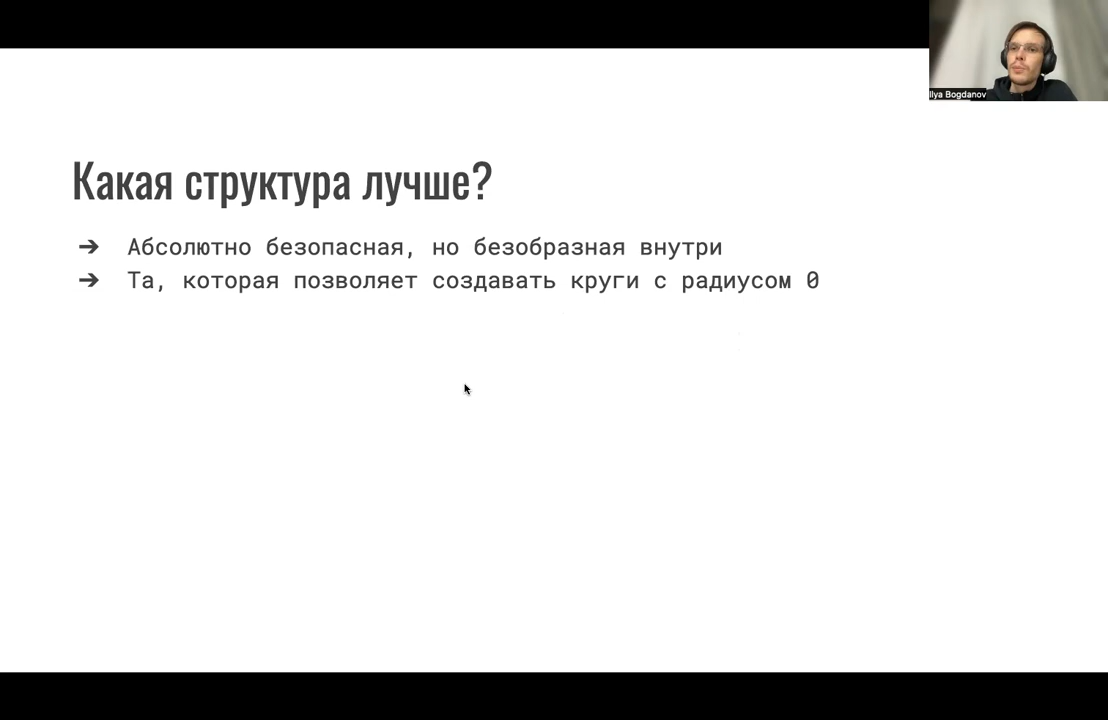 Ilya Bogdanov
Какая структура лучше?
➔ Абсолютно безопасная, но безобразная внутри
➔ Та, которая позволяет создавать круги с радиусом 0